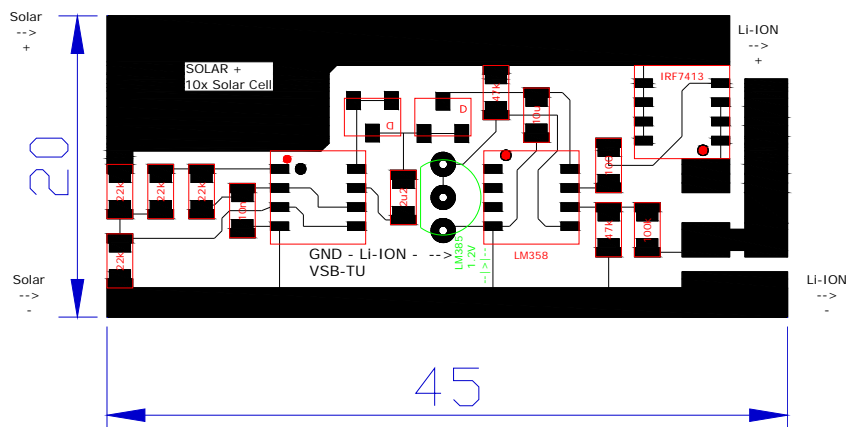 Solar
-->
+
Li-ION
-->
+
SOLAR +
10x Solar Cell
IRF7413
47k
10u
D
D
20
22k
22k
22k
10n
2u2
22k
47k
100k
GND - Li-ION - -->
VSB-TU
LM385
1.2V
-->|--
LM358
Solar
-->
-
Li-ION
-->
-
45